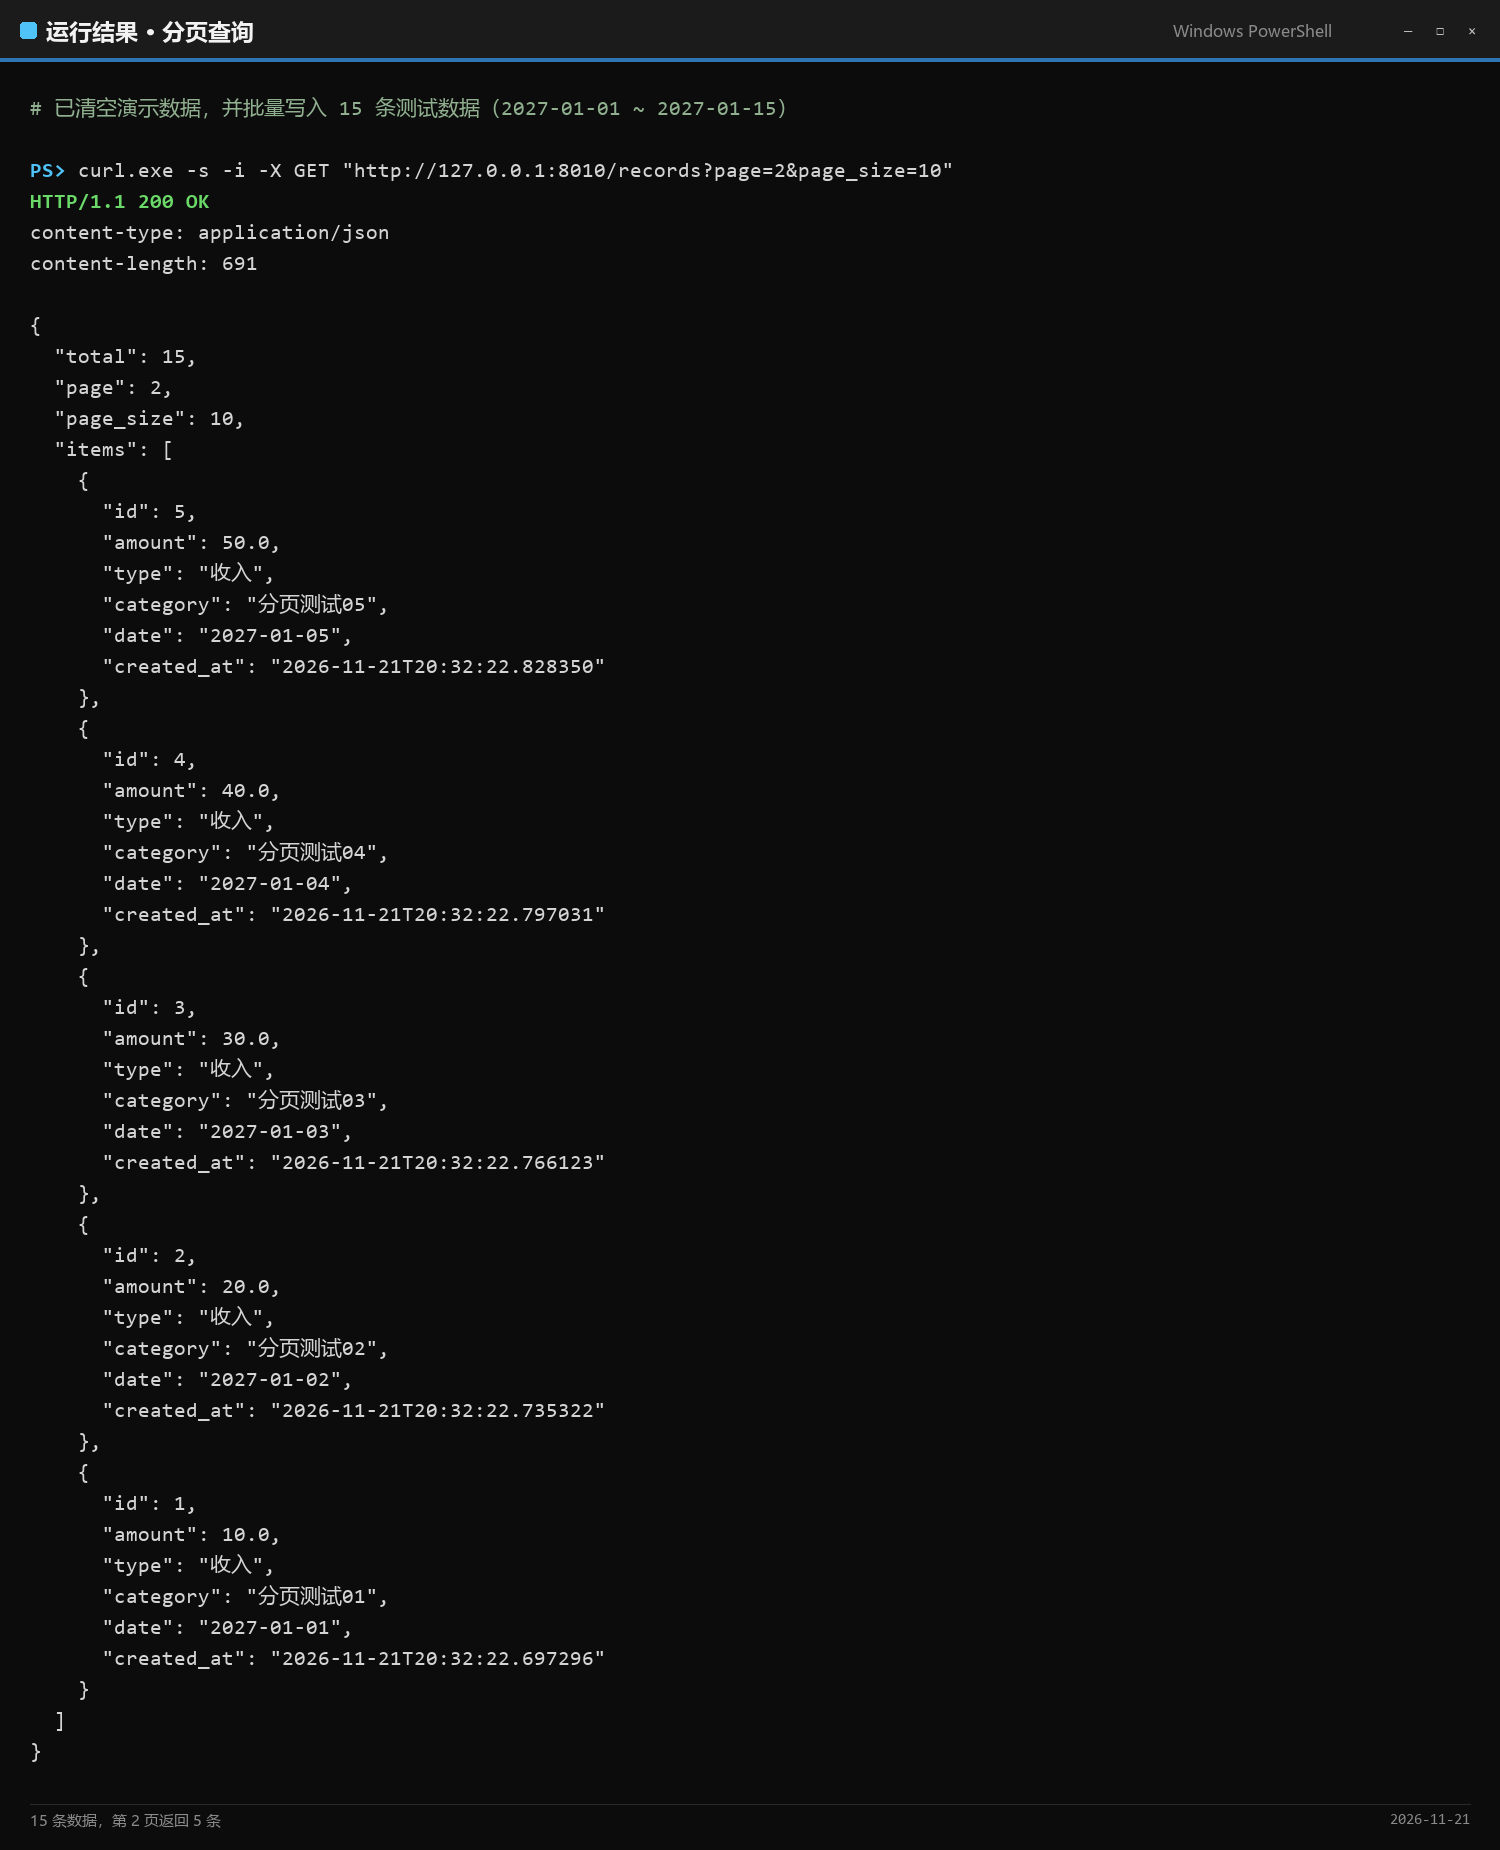 运行结果 • 分页查询
Windows PowerShell
# 已清空演示数据，并批量写入 15 条测试数据（2027-01-01 ~ 2027-01-15）
PS> curl.exe -s -i -X GET "http://127.0.0.1:8010/records?page=2&page_size=10"
HTTP/1.1 200 OK
content-type: application/json
content-length: 691
{
  "total": 15,
  "page": 2,
  "page_size": 10,
  "items": [
    {
      "id": 5,
      "amount": 50.0,
      "type": "收入",
      "category": "分页测试05",
      "date": "2027-01-05",
      "created_at": "2026-11-21T20:32:22.828350"
    },
    {
      "id": 4,
      "amount": 40.0,
      "type": "收入",
      "category": "分页测试04",
      "date": "2027-01-04",
      "created_at": "2026-11-21T20:32:22.797031"
    },
    {
      "id": 3,
      "amount": 30.0,
      "type": "收入",
      "category": "分页测试03",
      "date": "2027-01-03",
      "created_at": "2026-11-21T20:32:22.766123"
    },
    {
      "id": 2,
      "amount": 20.0,
      "type": "收入",
      "category": "分页测试02",
      "date": "2027-01-02",
      "created_at": "2026-11-21T20:32:22.735322"
    },
    {
      "id": 1,
      "amount": 10.0,
      "type": "收入",
      "category": "分页测试01",
      "date": "2027-01-01",
      "created_at": "2026-11-21T20:32:22.697296"
    }
  ]
}
15 条数据，第 2 页返回 5 条
2026-11-21